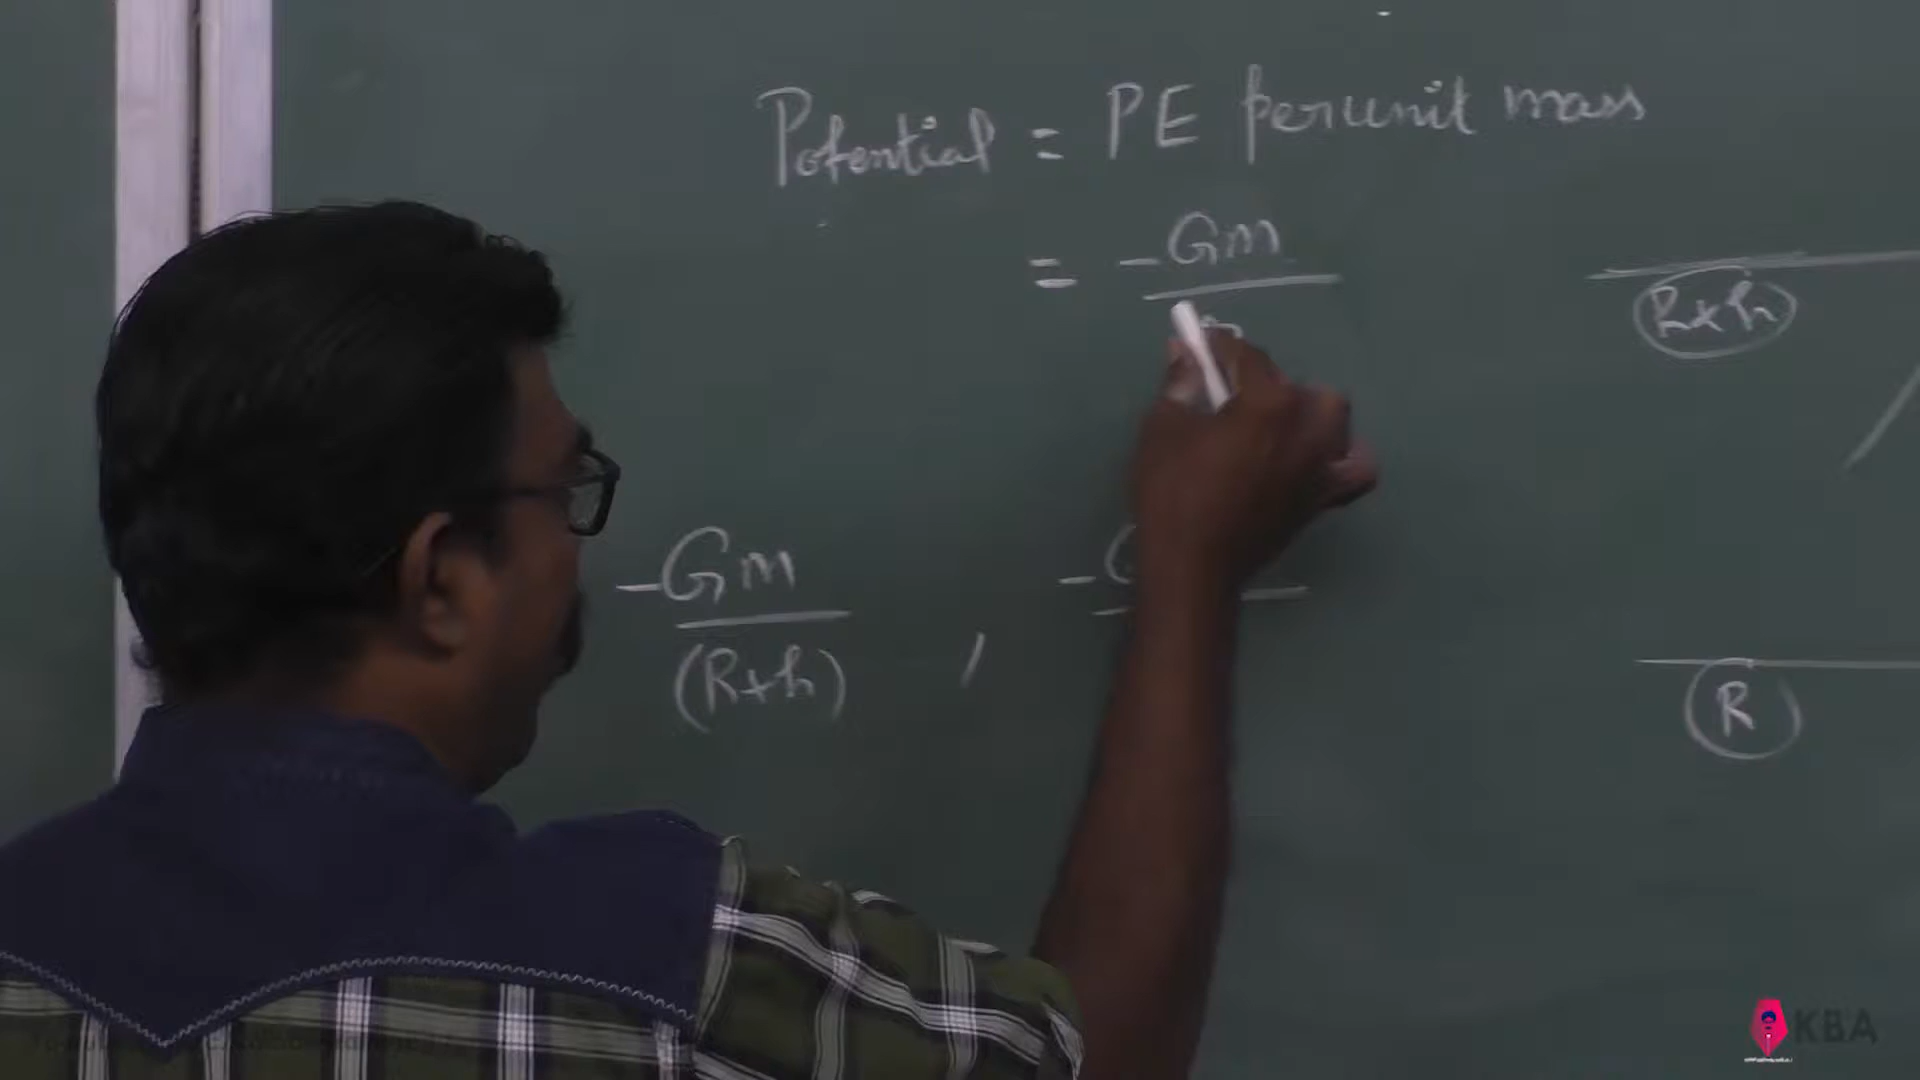 Potential = PE per unit mass
= -Gm
R+h
-Gm
(R+h) ,
R
KBA